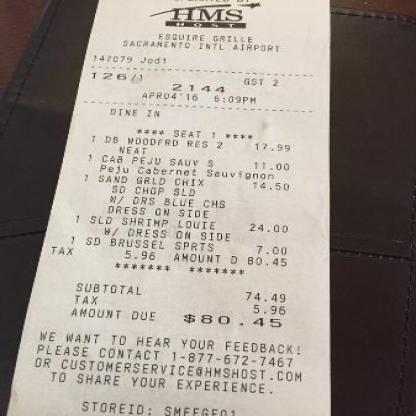 OPERATED BY
HMS
HOST
ESQUIRE GRILLE
SACRAMENTO INTL AIRPORT
147079 Jodi
126/1 GST 2
2144
APR04'16 6:09PM
DINE IN
**** SEAT 1 ****
1 DB WOODFRD RES 2 17.99
NEAT
1 CAB PEJU SAUV S 11.00
Peju Cabernet Sauvignon
1 SAND GRLD CHIX 14.50
SD CHOP SLD
W/ DRS BLUE CHS
DRESS ON SIDE
1 SLD SHRIMP LOUIE 24.00
W/ DRESS ON SIDE
1 SD BRUSSEL SPRTS 7.00
TAX 5.96 AMOUNT D 80.45
******* *******
SUBTOTAL 74.49
TAX 5.96
AMOUNT DUE $80.45
WE WANT TO HEAR YOUR FEEDBACK!
PLEASE CONTACT 1-877-672-7467
OR CUSTOMERSERVICE@HMSHOST.COM
TO SHARE YOUR EXPERIENCE.
STOREID: SMFEGE01